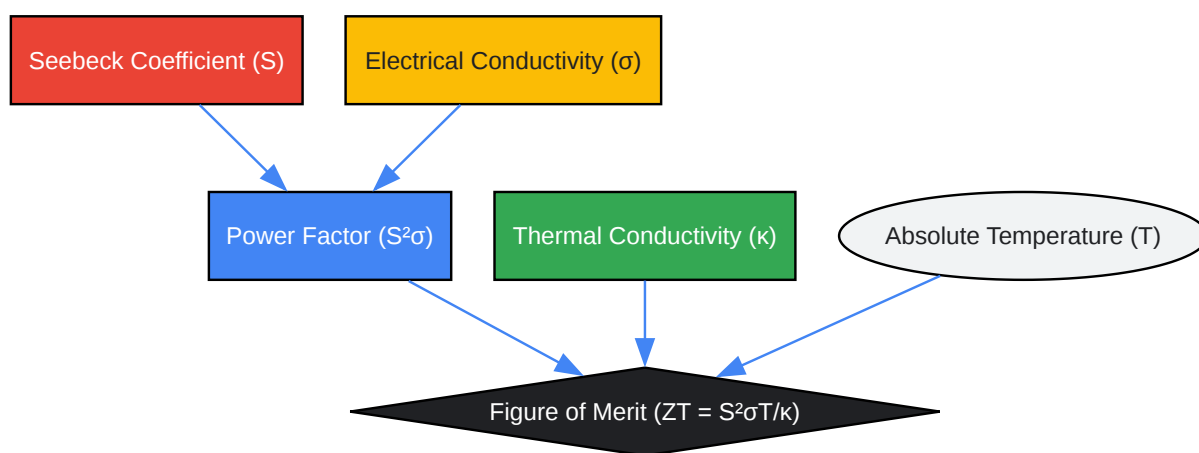 Seebeck Coefficient (S)
Electrical Conductivity (σ)
Power Factor (S²σ)
Thermal Conductivity (κ)
Absolute Temperature (T)
Figure of Merit (ZT = S²σT/κ)